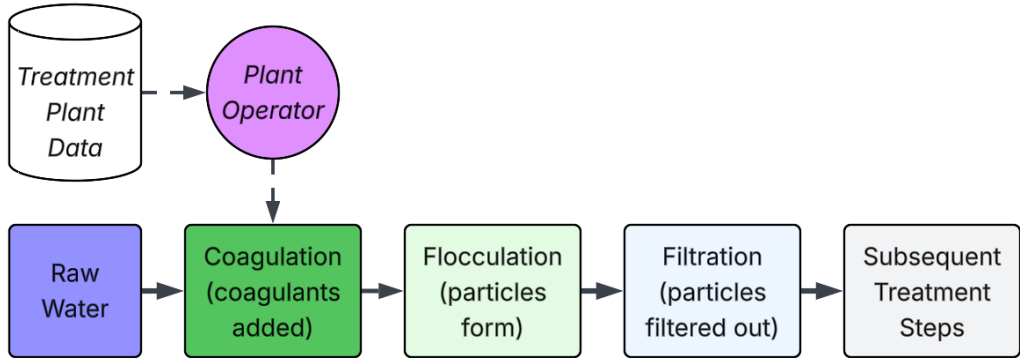 Treatment
Plant
Data
Plant
Operator
Raw
Water
Coagulation
(coagulants
added)
Flocculation
(particles
form)
Filtration
(particles
filtered out)
Subsequent
Treatment
Steps